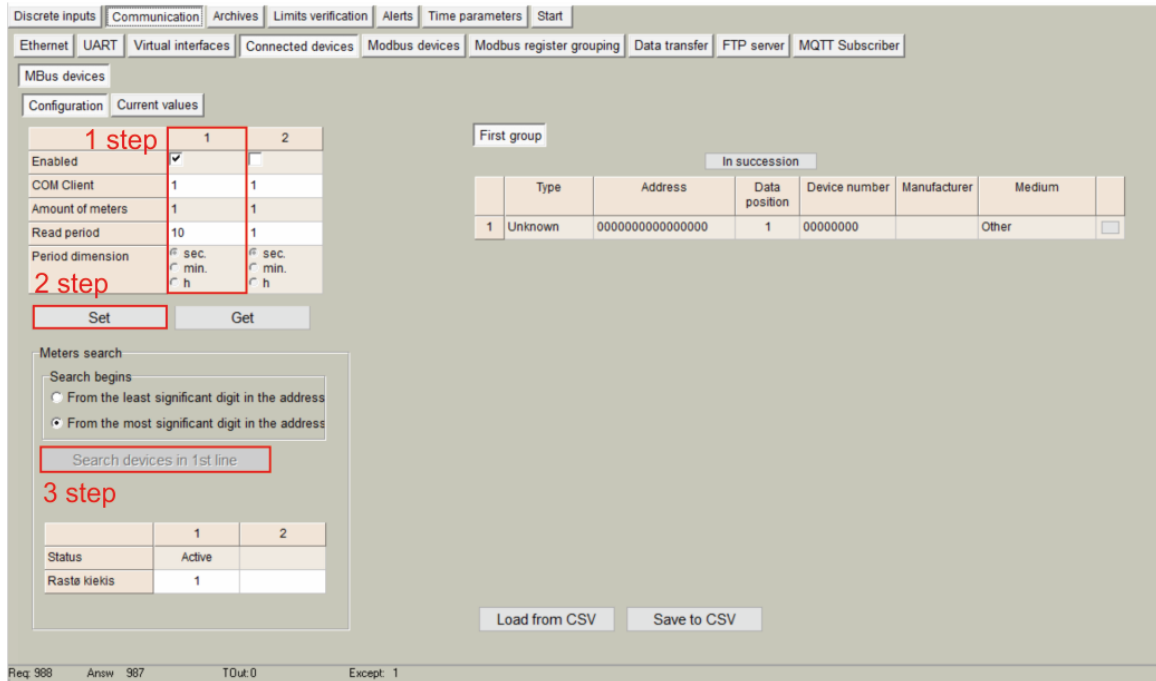 Discrete inputs Communication Archives Limits verification Alerts Time parameters Start
Ethernet UART Virtual interfaces Connected devices Modbus devices Modbus register grouping Data transfer FTP server MQTT Subscriber
MBus devices
Configuration Current values
1 step 1 2
Enabled
COM Client 1 1
Amount of meters 1 1
Read period 10 1
Period dimension sec. sec.
min. min.
h h
2 step
Set Get
Meters search
Search begins
From the least significant digit in the address
From the most significant digit in the address
Search devices in 1st line
3 step
1 2
Status Active
Rastø kiekis 1
First group
In succession
Type Address Data position Device number Manufacturer Medium
1 Unknown 0000000000000000 1 00000000 Other
Load from CSV Save to CSV
Req: 988 Answ 987 TOut:0 Except: 1